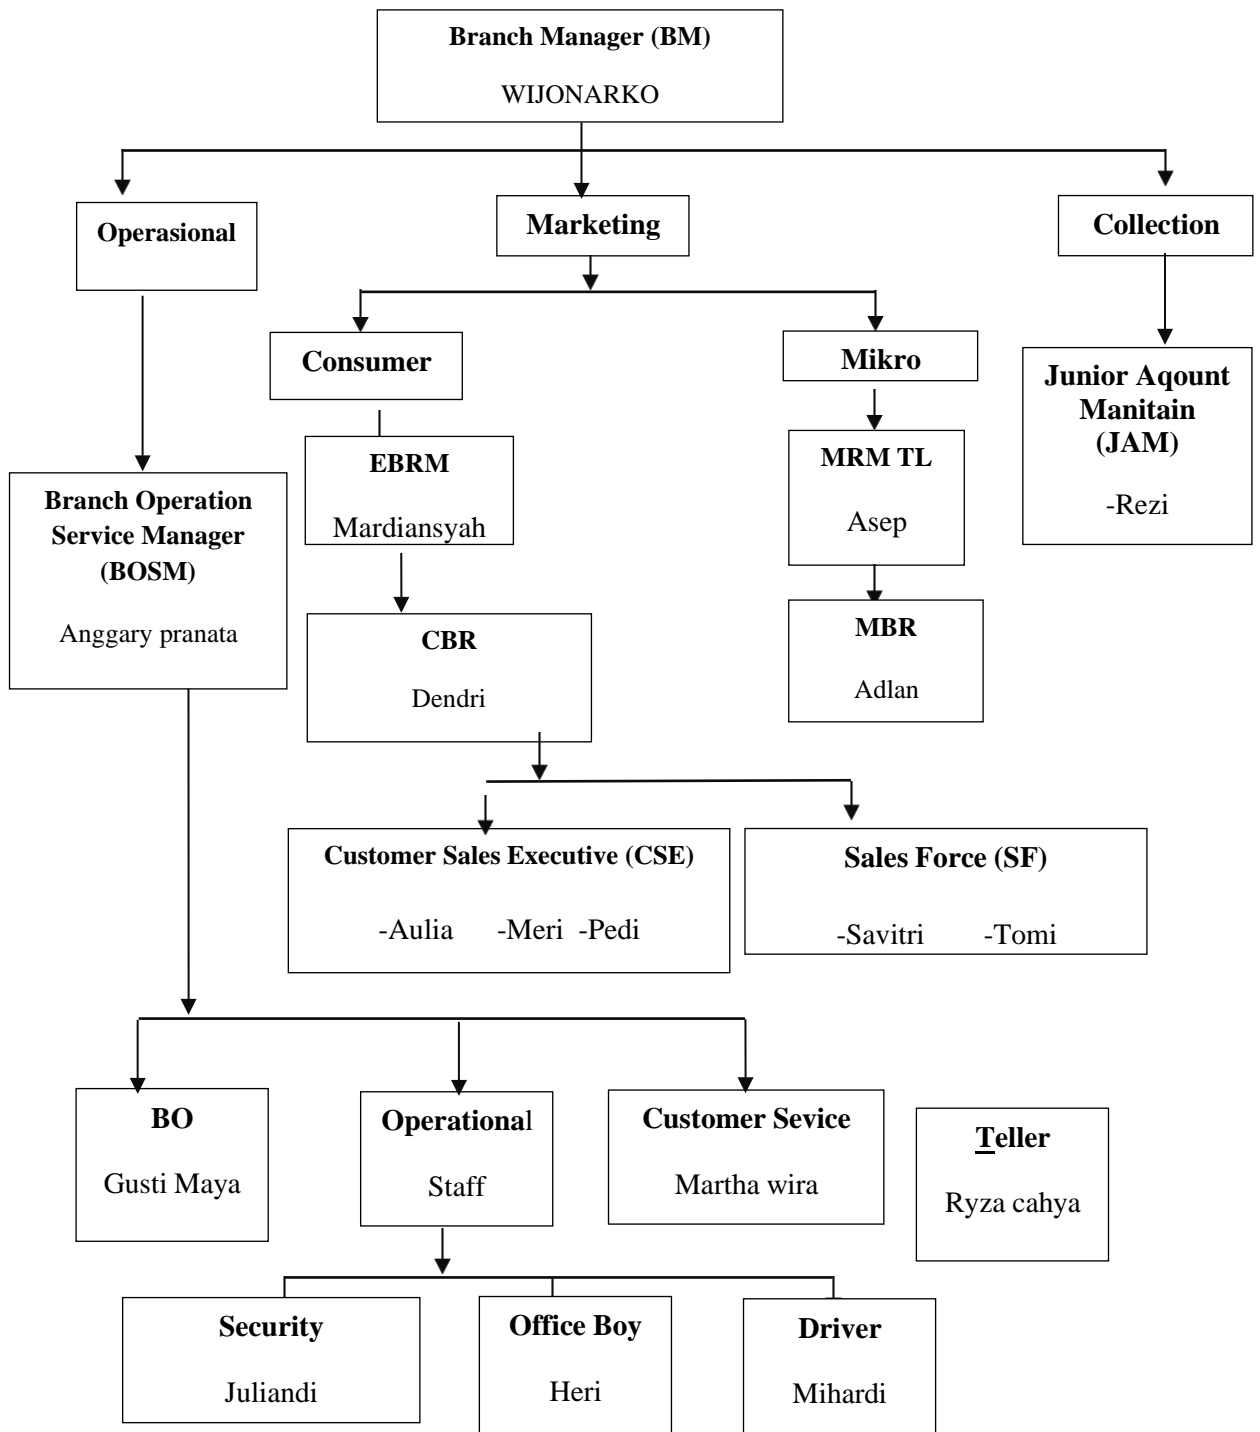 Branch Manager (BM)
WIJONARKO
Operasional
Marketing
Collection
Consumer
Mikro
Junior Aqount
Manitain
(JAM)
-Rezi
EBRM
Mardiansyah
MRM TL
Asep
Branch Operation
Service Manager
(BOSM)
Anggary pranata
CBR
Dendri
MBR
Adlan
Customer Sales Executive (CSE)
-Aulia -Meri -Pedi
Sales Force (SF)
-Savitri -Tomi
BO
Gusti Maya
Operational
Staff
Customer Sevice
Martha wira
Teller
Ryza cahya
Security
Juliandi
Office Boy
Heri
Driver
Mihardi